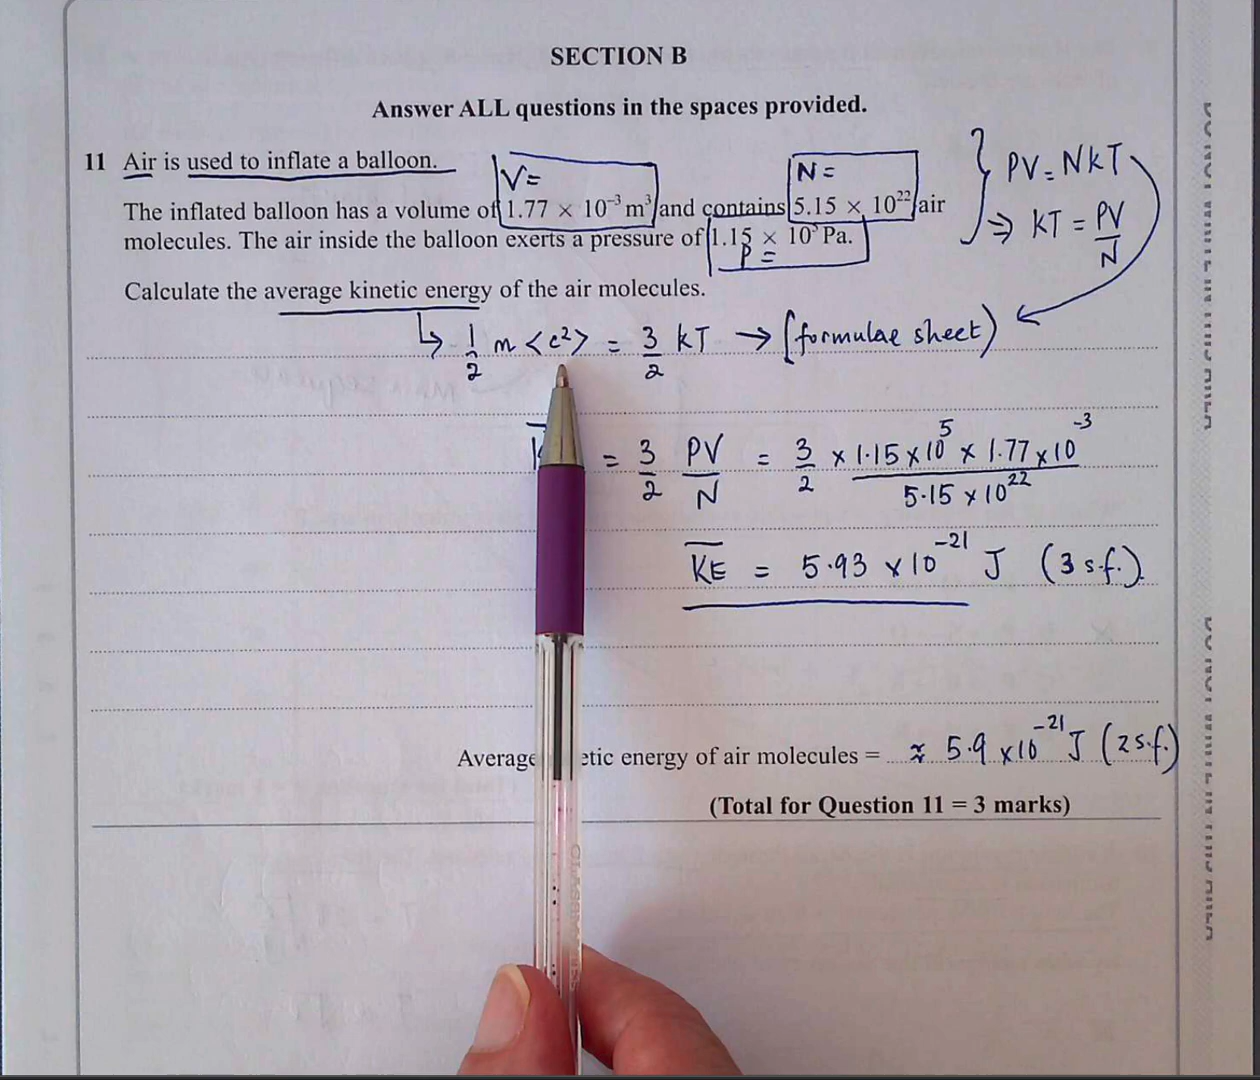 SECTION B
Answer ALL questions in the spaces provided.
11 Air is used to inflate a balloon.
V=
N=
The inflated balloon has a volume of 1.77 × 10⁻³ m³ and contains 5.15 × 10²² air
molecules. The air inside the balloon exerts a pressure of 1.15 × 10⁵ Pa.
P =
PV = NkT
⇒ kT = PV/N
Calculate the average kinetic energy of the air molecules.
↳ 1/2 m <c²> = 3/2 kT → (formulae sheet)
= 3/2 PV/N = 3/2 × 1.15 × 10⁵ × 1.77 × 10⁻³ / 5.15 × 10²²
KE = 5.93 × 10⁻²¹ J (3 s.f.)
Average etic energy of air molecules = ≈ 5.9 × 10⁻²¹ J (2 s.f.)
(Total for Question 11 = 3 marks)